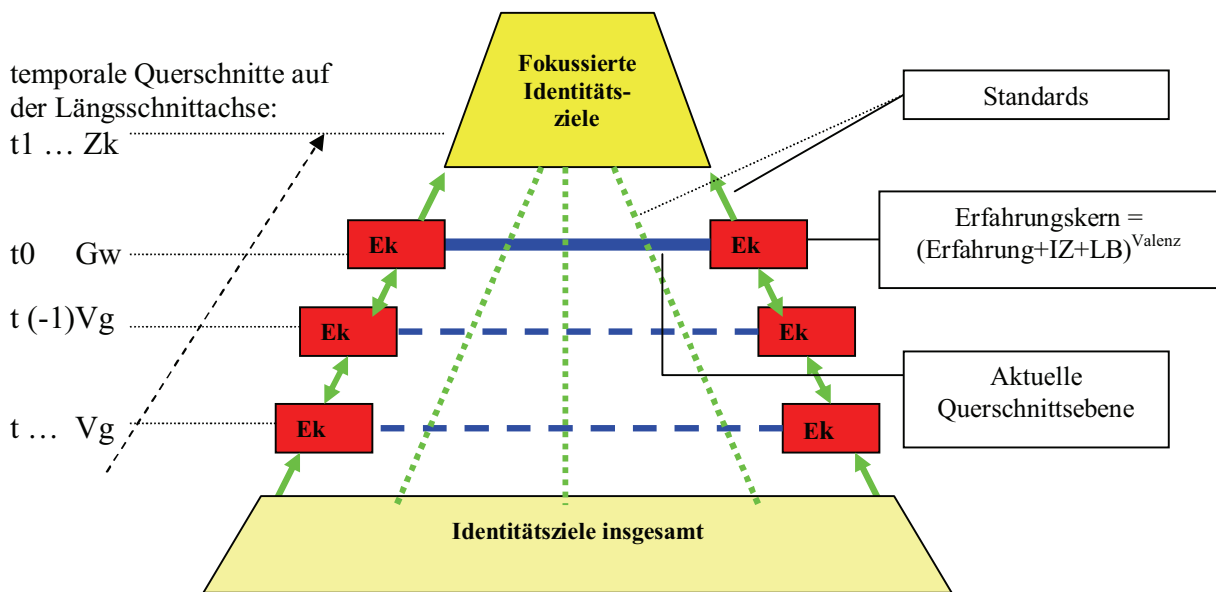 temporale Querschnitte auf
der Längsschnittachse:
t1 … Zk
Fokussierte
Identitäts-
ziele
Standards
t0 Gw
Ek
Ek
Erfahrungskern =
(Erfahrung+IZ+LB)^Valenz
t (-1)Vg
Ek
Ek
Aktuelle
Querschnittsebene
t … Vg
Ek
Ek
Identitätsziele insgesamt